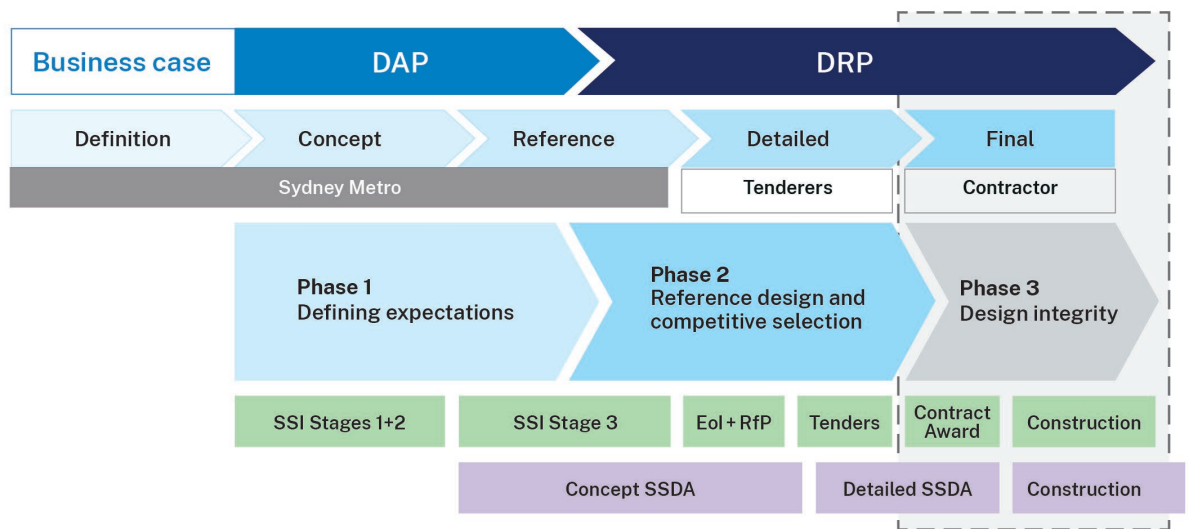 Business case
DAP
DRP
Definition
Concept
Reference
Detailed
Final
Sydney Metro
Tenderers
Contractor
Phase 1
Defining expectations
Phase 2
Reference design and
competitive selection
Phase 3
Design integrity
SSI Stages 1+2
SSI Stage 3
EoI + RfP
Tenders
Contract
Award
Construction
Concept SSDA
Detailed SSDA
Construction